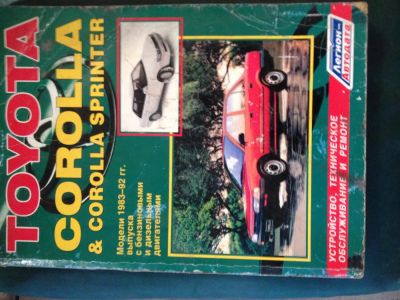 TOYOTA
COROLLA
& COROLLA SPRINTER
Модели 1983-92 гг.
выпуска
с бензиновыми
и дизельными
двигателями
Легион-
Автодата
УСТРОЙСТВО, ТЕХНИЧЕСКОЕ
ОБСЛУЖИВАНИЕ И РЕМОНТ